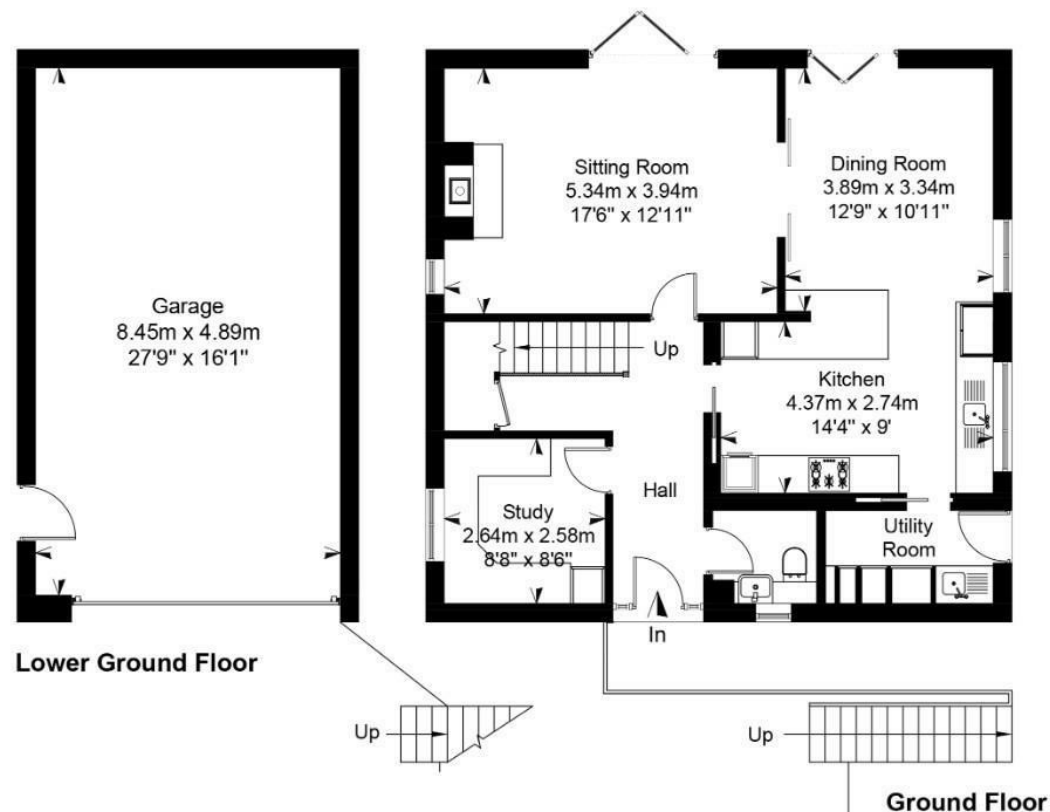 Garage
8.45m x 4.89m
27'9" x 16'1"
Lower Ground Floor
Up
Sitting Room
5.34m x 3.94m
17'6" x 12'11"
Dining Room
3.89m x 3.34m
12'9" x 10'11"
Up
Kitchen
4.37m x 2.74m
14'4" x 9'
Hall
Study
2.64m x 2.58m
8'8" x 8'6"
Utility
Room
In
Up
Ground Floor